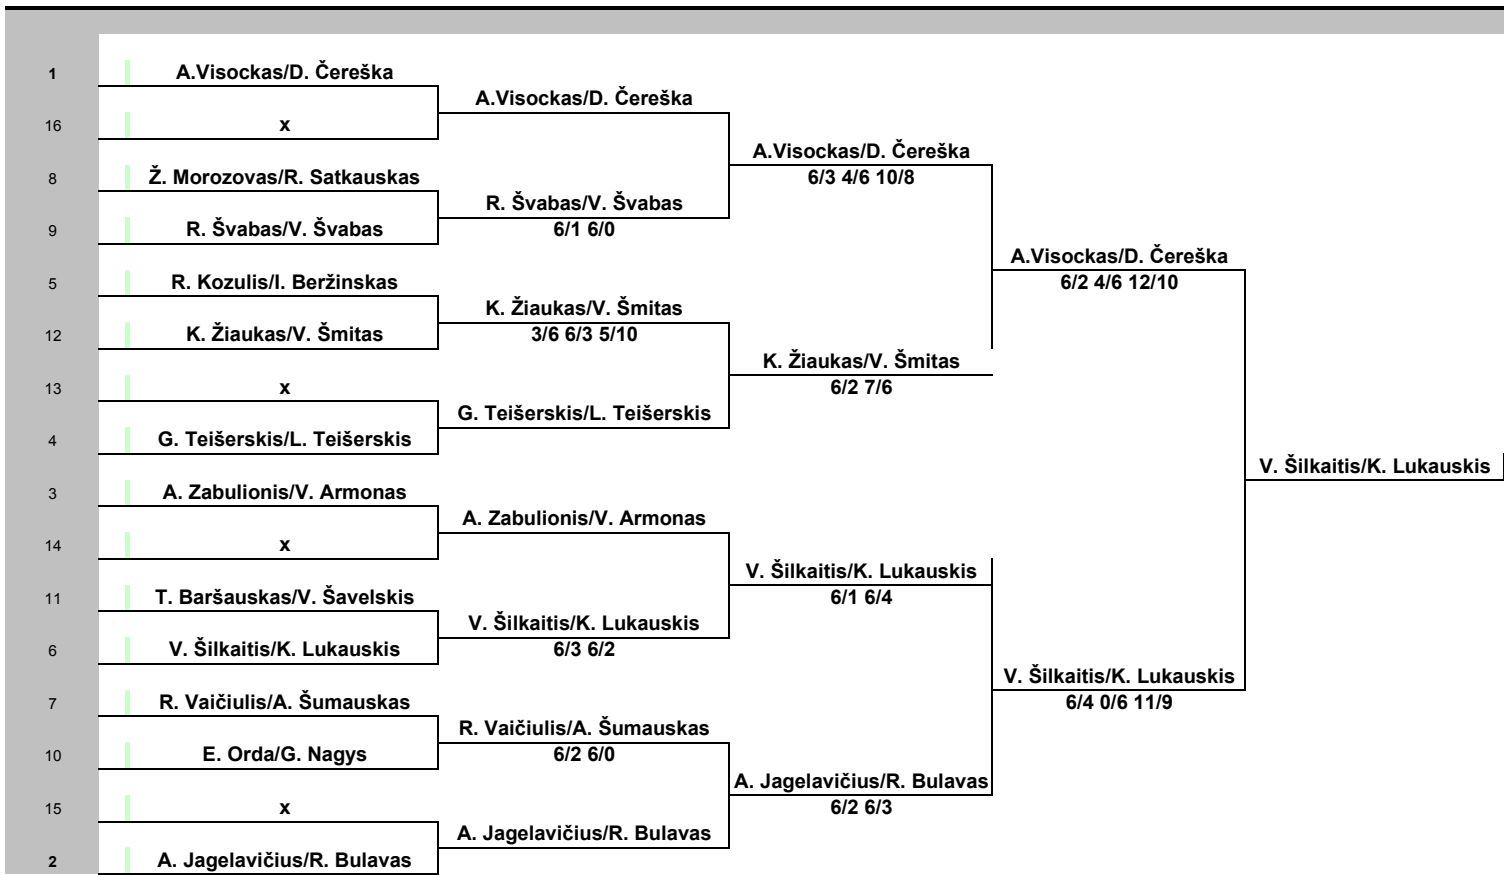 1 A.Visockas/D. Čereška
A.Visockas/D. Čereška
16 x
A.Visockas/D. Čereška
8 Ž. Morozovas/R. Satkauskas
6/3 4/6 10/8
R. Švabas/V. Švabas
9 R. Švabas/V. Švabas
6/1 6/0
A.Visockas/D. Čereška
5 R. Kozulis/I. Beržinskas
6/2 4/6 12/10
K. Žiaukas/V. Šmitas
12 K. Žiaukas/V. Šmitas
3/6 6/3 5/10
K. Žiaukas/V. Šmitas
13 x
6/2 7/6
G. Teišerskis/L. Teišerskis
4 G. Teišerskis/L. Teišerskis
V. Šilkaitis/K. Lukauskis
3 A. Zabulionis/V. Armonas
A. Zabulionis/V. Armonas
14 x
V. Šilkaitis/K. Lukauskis
11 T. Baršauskas/V. Šavelskis
6/1 6/4
V. Šilkaitis/K. Lukauskis
6 V. Šilkaitis/K. Lukauskis
6/3 6/2
V. Šilkaitis/K. Lukauskis
7 R. Vaičiulis/A. Šumauskas
6/4 0/6 11/9
R. Vaičiulis/A. Šumauskas
10 E. Orda/G. Nagys
6/2 6/0
A. Jagelavičius/R. Bulavas
15 x
6/2 6/3
A. Jagelavičius/R. Bulavas
2 A. Jagelavičius/R. Bulavas